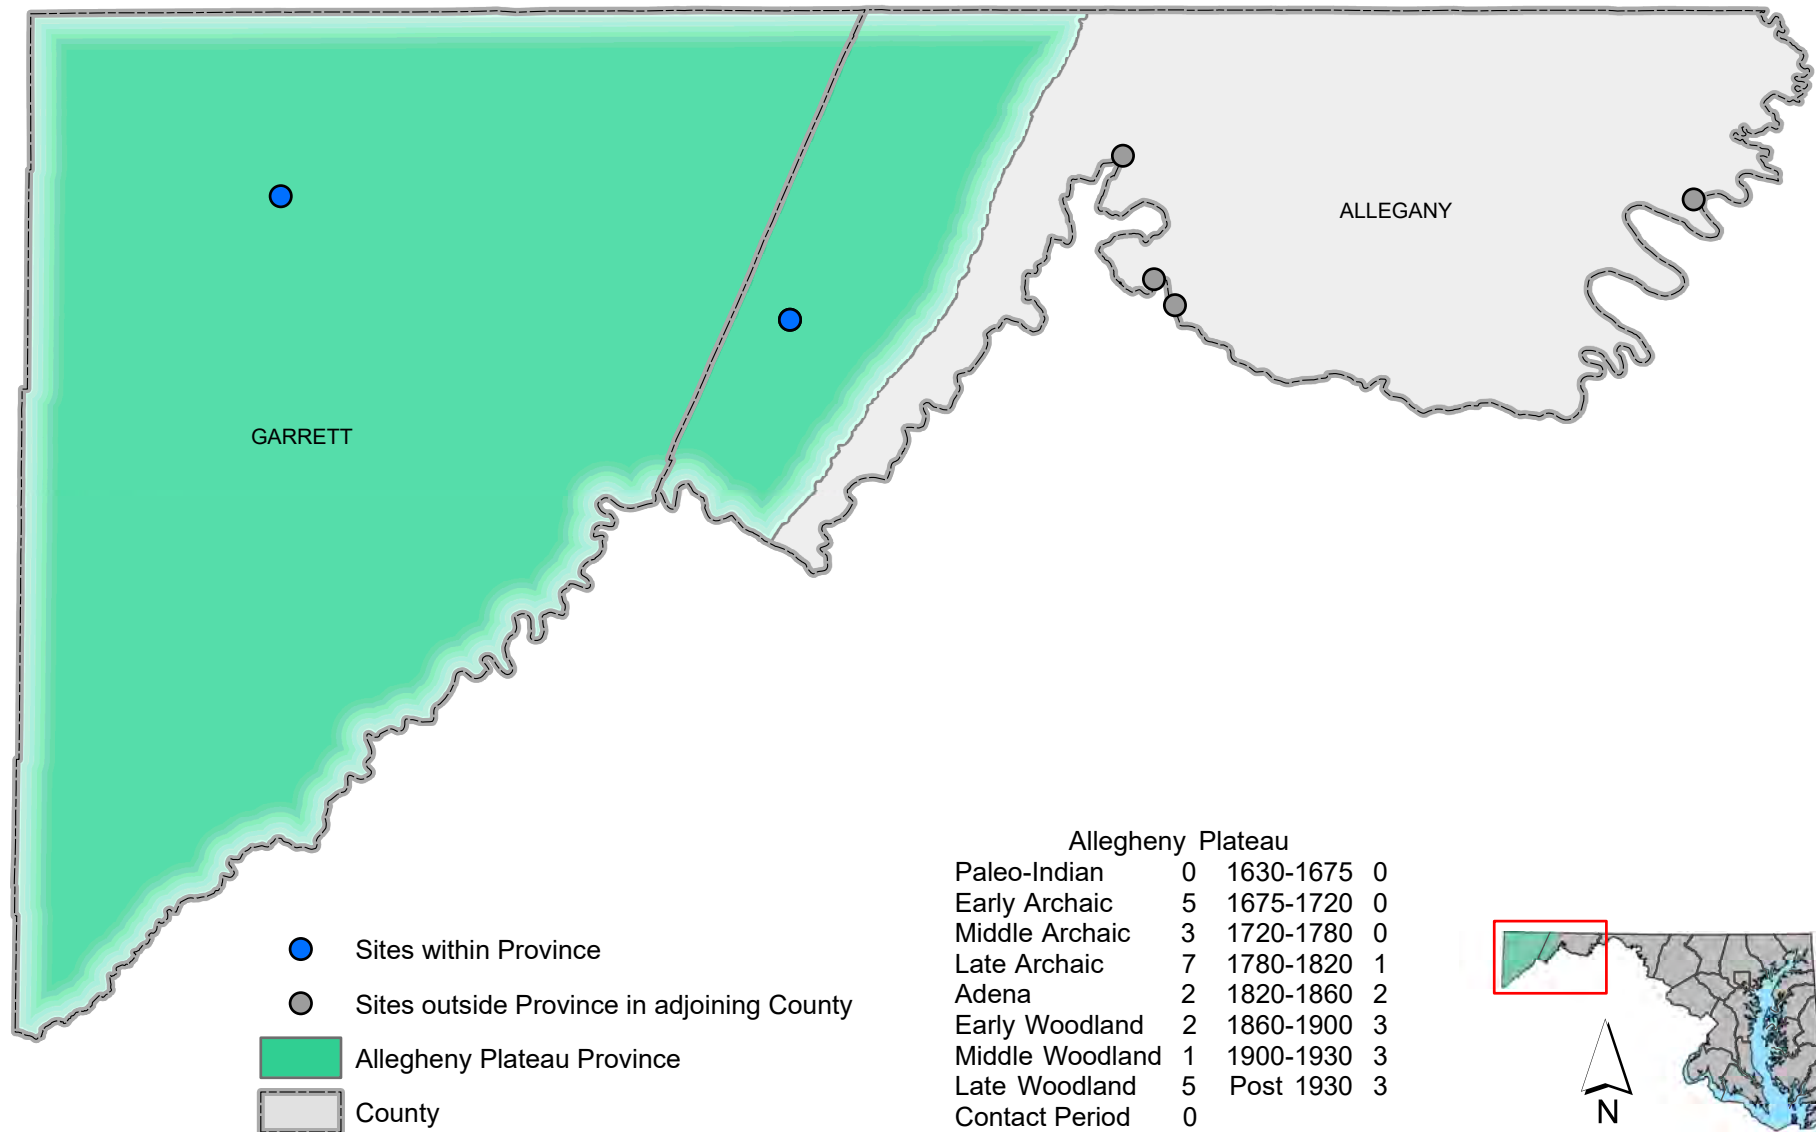 ALLEGANY
GARRETT
Allegheny Plateau
Paleo-Indian 0 1630-1675 0
Early Archaic 5 1675-1720 0
Middle Archaic 3 1720-1780 0
Late Archaic 7 1780-1820 1
Adena 2 1820-1860 2
Early Woodland 2 1860-1900 3
Middle Woodland 1 1900-1930 3
Late Woodland 5 Post 1930 3
Contact Period 0
Sites within Province
Sites outside Province in adjoining County
Allegheny Plateau Province
County
N